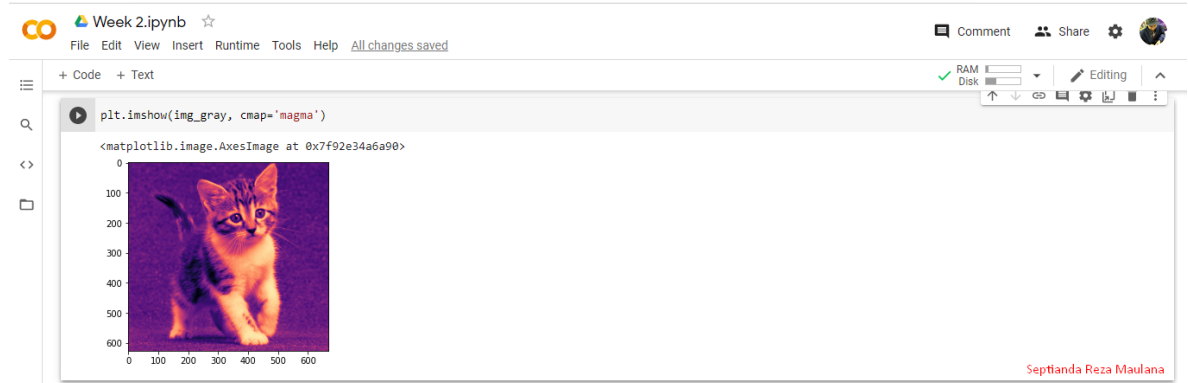 Week 2.ipynb
File Edit View Insert Runtime Tools Help All changes saved
Comment Share
+ Code + Text
RAM
Disk
Editing
plt.imshow(img_gray, cmap='magma')
<matplotlib.image.AxesImage at 0x7f92e34a6a90>
0
100
200
300
400
500
600
0 100 200 300 400 500 600
Septianda Reza Maulana